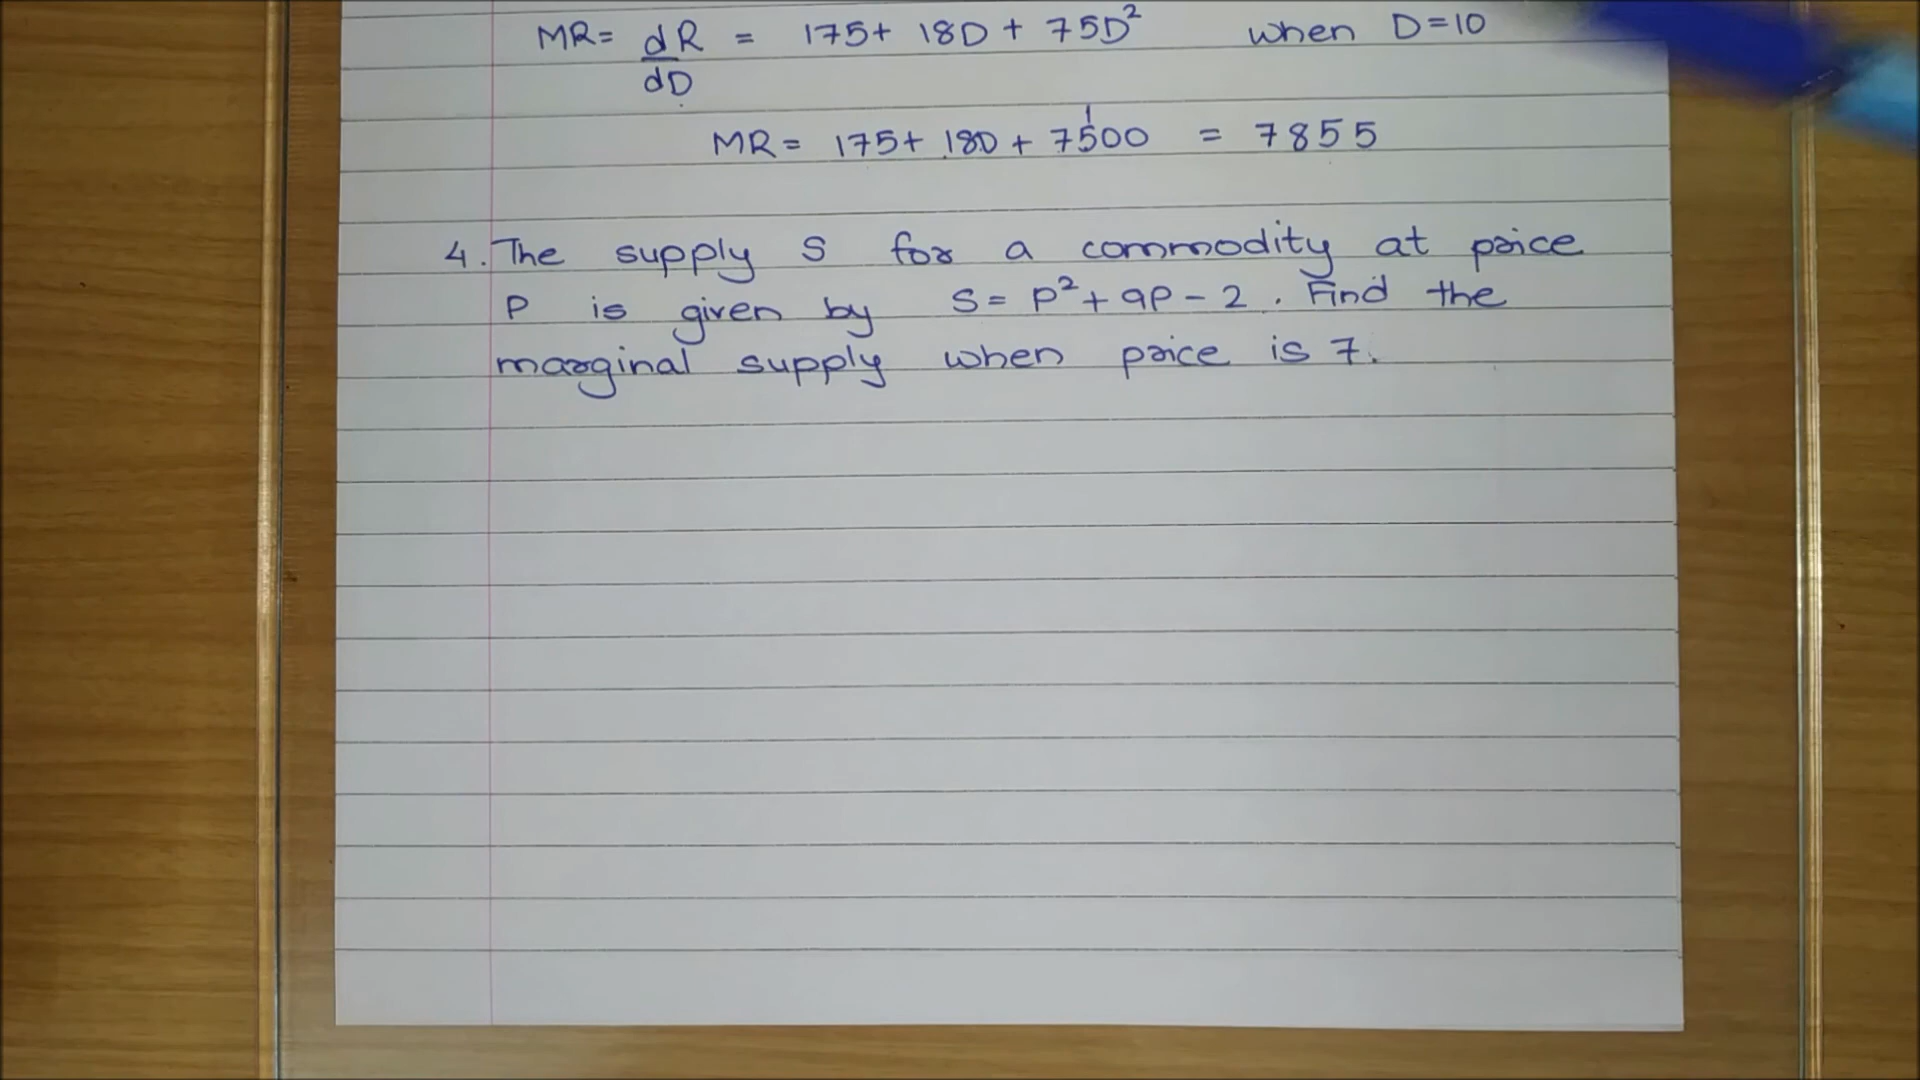 MR= dR = 175+ 18D + 75D² when D=10
dD
MR= 175+ 180 + 7500 = 7855
4. The supply S for a commodity at price
P is given by S = P²+ 9P - 2 . Find the
marginal supply when price is 7.